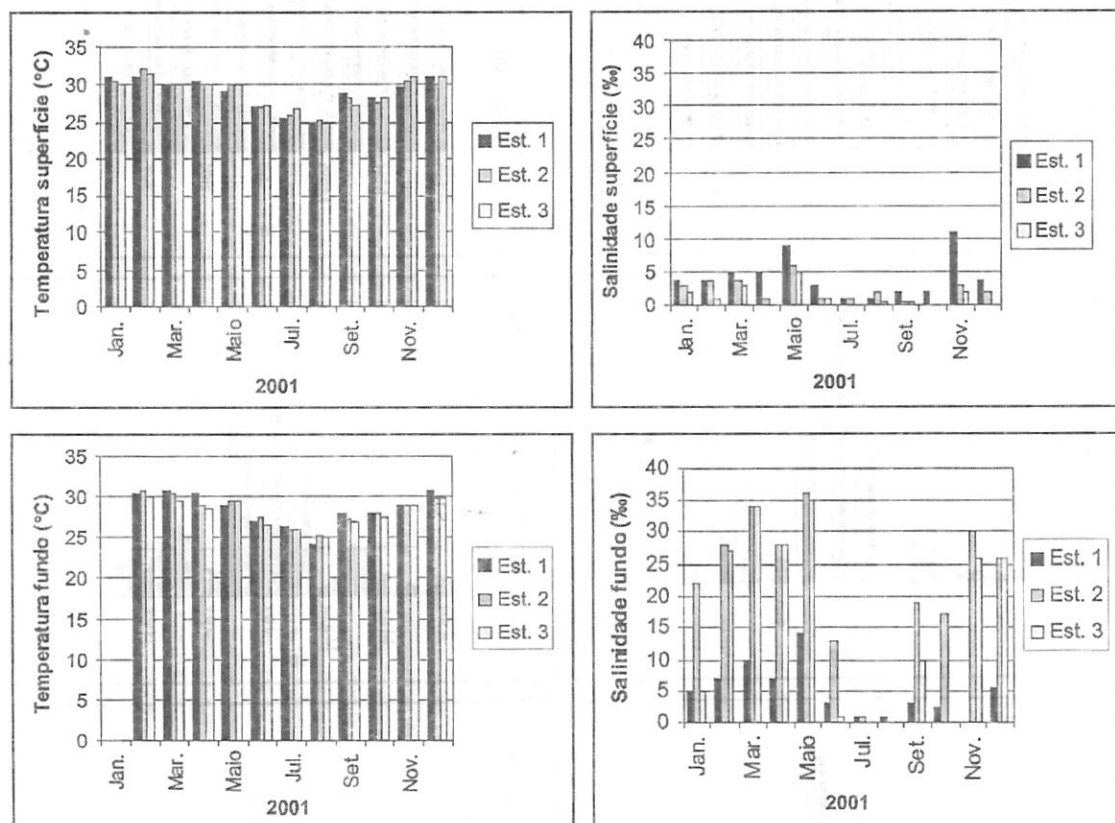 Temperatura superfície (°C)
35
30
25
20
15
10
5
0
Jan.
Mar.
Maio
Jul.
Set.
Nov.
2001
Est. 1
Est. 2
Est. 3
Salinidade superfície (‰)
40
35
30
25
20
15
10
5
0
Jan.
Mar.
Maio
Jul.
Set.
Nov.
2001
Est. 1
Est. 2
Est. 3
Temperatura fundo (°C)
35
30
25
20
15
10
5
0
Jan.
Mar.
Maio
Jul.
Set.
Nov.
2001
Est. 1
Est. 2
Est. 3
Salinidade fundo (‰)
40
35
30
25
20
15
10
5
0
Jan.
Mar.
Maio
Jul.
Set.
Nov.
2001
Est. 1
Est. 2
Est. 3